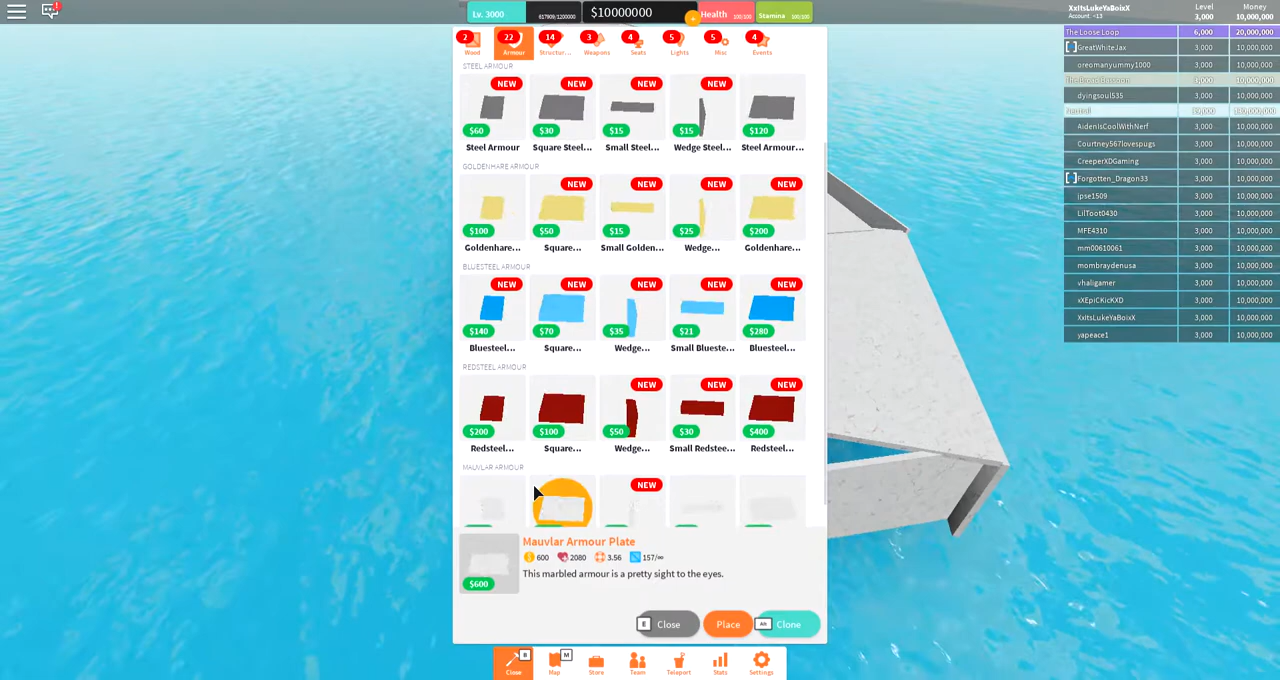 Lv. 3000
617909/1200000
$10000000
Health 100/100
Stamina 100/100
XxItsLukeYaBoixX
Account: <13
Level
3,000
Money
10,000,000
The Loose Loop 6,000 20,000,000
GreatWhiteJax 3,000 10,000,000
oreomanyummy1000 3,000 10,000,000
dyingsoul535 3,000 10,000,000
AidenIsCoolWithNerf 3,000 10,000,000
Courtney567lovespugs 3,000 10,000,000
CreeperXDGaming 3,000 10,000,000
Forgotten_Dragon33 3,000 10,000,000
jpse1509 3,000 10,000,000
LilToot0430 3,000 10,000,000
MFE4310 3,000 10,000,000
mm00610061 3,000 10,000,000
mombraydenusa 3,000 10,000,000
vhaligamer 3,000 10,000,000
xXEpiCKicKXD 3,000 10,000,000
XxItsLukeYaBoixX 3,000 10,000,000
yapeace1 3,000 10,000,000
2 22 14 3 4 5 5 4
Wood Armour Structur... Weapons Seats Lights Misc Events
STEEL ARMOUR
NEW NEW NEW NEW NEW
$60 $30 $15 $15 $120
Steel Armour Square Steel... Small Steel... Wedge Steel... Steel Armour...
GOLDENHARE ARMOUR
NEW NEW NEW NEW
$100 $50 $15 $25 $200
Goldenhare... Square... Small Golden... Wedge... Goldenhare...
BLUESTEEL ARMOUR
NEW NEW NEW NEW NEW
$140 $70 $35 $21 $280
Bluesteel... Square... Wedge... Small Blueste... Bluesteel...
REDSTEEL ARMOUR
NEW NEW NEW NEW NEW
$200 $100 $50 $30 $400
Redsteel... Square... Wedge... Small Redstee... Redsteel...
MAUVLAR ARMOUR
NEW
Mauvlar Armour Plate
600 2080 3.56 157/∞
This marbled armour is a pretty sight to the eyes.
$600
E Close Place Alt Clone
B M
Close Map Store Team Teleport Stats Settings